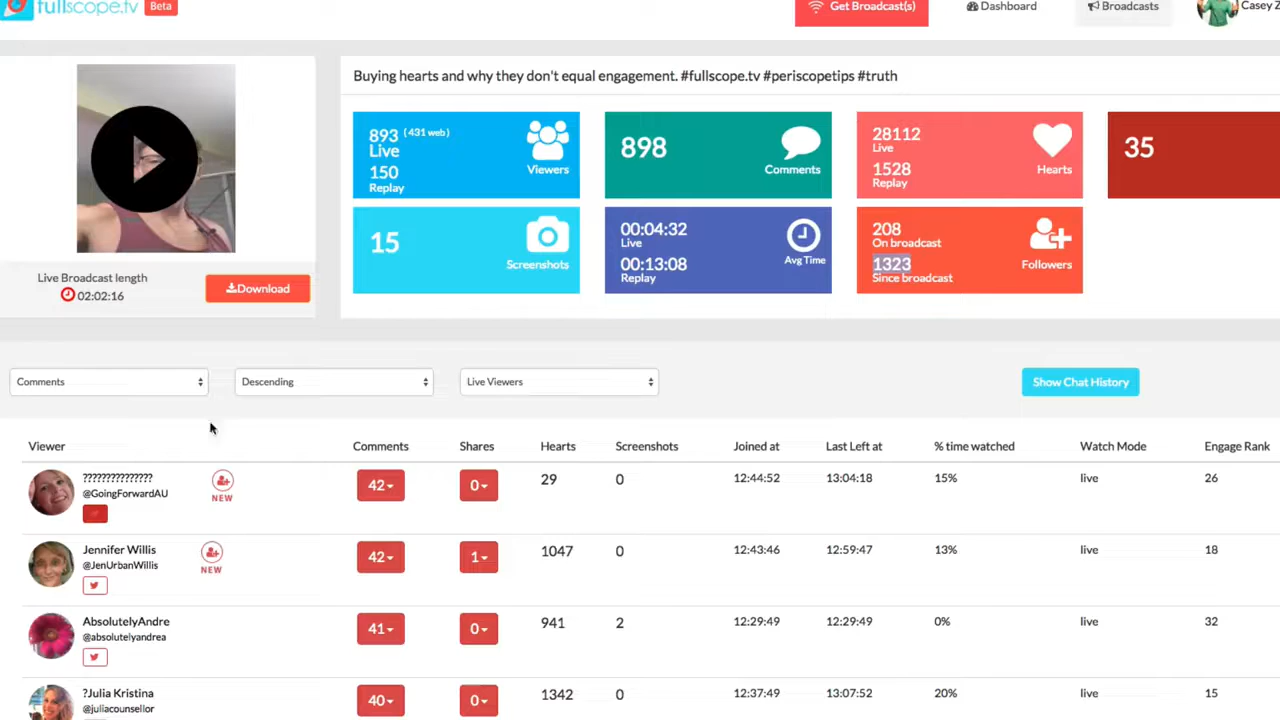 fullscope.tv Beta
Get Broadcast(s)
Dashboard
Broadcasts
Casey Z
Buying hearts and why they don't equal engagement. #fullscope.tv #periscopetips #truth
893 (431 web)
Live
150
Replay
Viewers
898
Comments
28112
Live
1528
Replay
Hearts
35
15
Screenshots
00:04:32
Live
00:13:08
Replay
Avg Time
208
On broadcast
1323
Since broadcast
Followers
Live Broadcast length
02:02:16
Download
Comments
Descending
Live Viewers
Show Chat History
Viewer Comments Shares Hearts Screenshots Joined at Last Left at % time watched Watch Mode Engage Rank
???????????????
@GoingForwardAU
NEW
42 0 29 0 12:44:52 13:04:18 15% live 26
Jennifer Willis
@JenUrbanWillis
NEW
42 1 1047 0 12:43:46 12:59:47 13% live 18
AbsolutelyAndre
@absolutelyandrea
41 0 941 2 12:29:49 12:29:49 0% live 32
?Julia Kristina
@juliacounsellor
40 0 1342 0 12:37:49 13:07:52 20% live 15